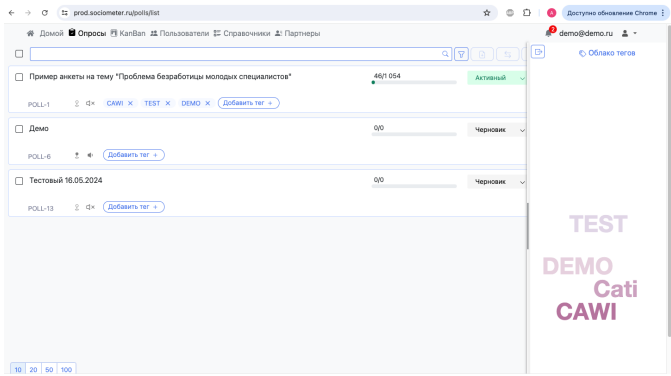 prod.sociometer.ru/polls/list
Доступно обновление Chrome
Домой Опросы KanBan Пользователи Справочники Партнеры
2 demo@demo.ru
Облако тегов
Пример анкеты на тему "Проблема безработицы молодых специалистов"
46/1 054
Активный
POLL-1 CAWI × TEST × DEMO × Добавить тег +
Демо
0/0
Черновик
POLL-6 Добавить тег +
Тестовый 16.05.2024
0/0
Черновик
POLL-13 Добавить тег +
TEST
DEMO
Cati
CAWI
10 20 50 100